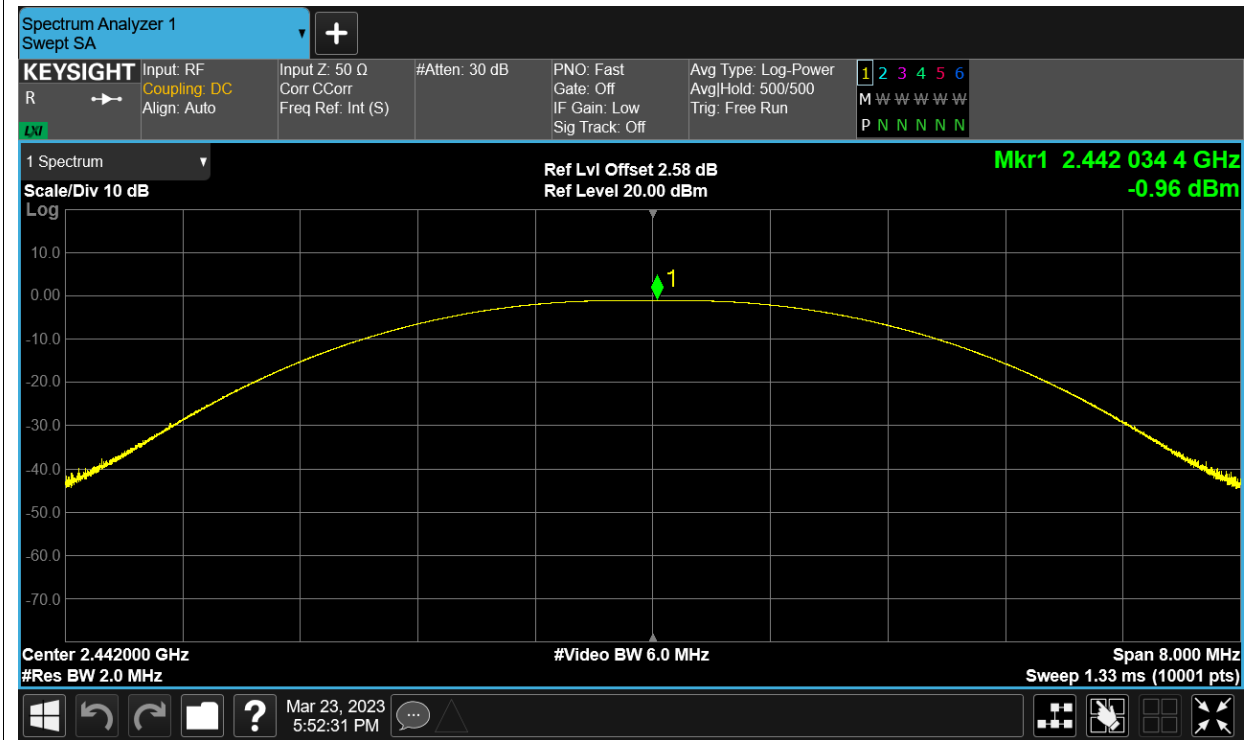 Spectrum Analyzer 1
Swept SA
+
KEYSIGHT
R
LXI
Input: RF
Coupling: DC
Align: Auto
Input Z: 50 Ω
Corr CCorr
Freq Ref: Int (S)
#Atten: 30 dB
PNO: Fast
Gate: Off
IF Gain: Low
Sig Track: Off
Avg Type: Log-Power
Avg|Hold: 500/500
Trig: Free Run
1 2 3 4 5 6
M W W W W W
P N N N N N
1 Spectrum
Scale/Div 10 dB
Log
Ref Lvl Offset 2.58 dB
Ref Level 20.00 dBm
Mkr1 2.442 034 4 GHz
-0.96 dBm
10.0
0.00
-10.0
-20.0
-30.0
-40.0
-50.0
-60.0
-70.0
1
Center 2.442000 GHz
#Res BW 2.0 MHz
#Video BW 6.0 MHz
Span 8.000 MHz
Sweep 1.33 ms (10001 pts)
?
Mar 23, 2023
5:52:31 PM